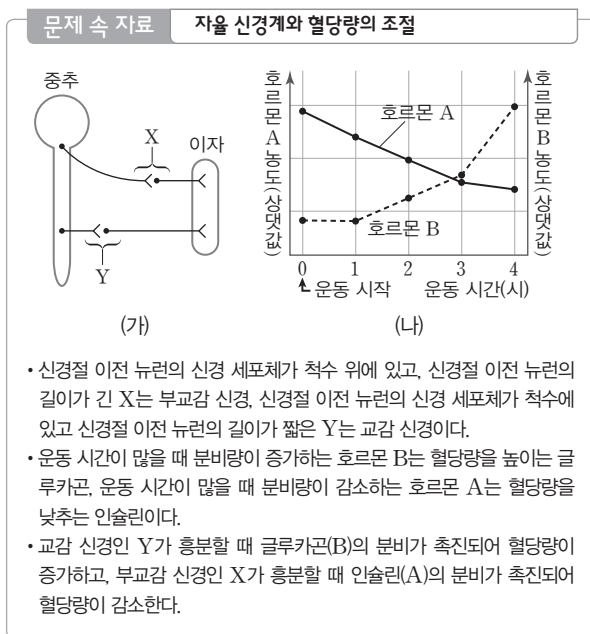 문제 속 자료 자율 신경계와 혈당량의 조절
중추
X
이자
Y
(가)
호르몬 A 농도(상댓값)
호르몬 A
호르몬 B
호르몬 B 농도(상댓값)
0 1 2 3 4
운동 시작 운동 시간(시)
(나)
• 신경절 이전 뉴런의 신경 세포체가 척수 위에 있고, 신경절 이전 뉴런의
길이가 긴 X는 부교감 신경, 신경절 이전 뉴런의 신경 세포체가 척수에
있고 신경절 이전 뉴런의 길이가 짧은 Y는 교감 신경이다.
• 운동 시간이 많을 때 분비량이 증가하는 호르몬 B는 혈당량을 높이는 글
루카곤, 운동 시간이 많을 때 분비량이 감소하는 호르몬 A는 혈당량을
낮추는 인슐린이다.
• 교감 신경인 Y가 흥분할 때 글루카곤(B)의 분비가 촉진되어 혈당량이
증가하고, 부교감 신경인 X가 흥분할 때 인슐린(A)의 분비가 촉진되어
혈당량이 감소한다.